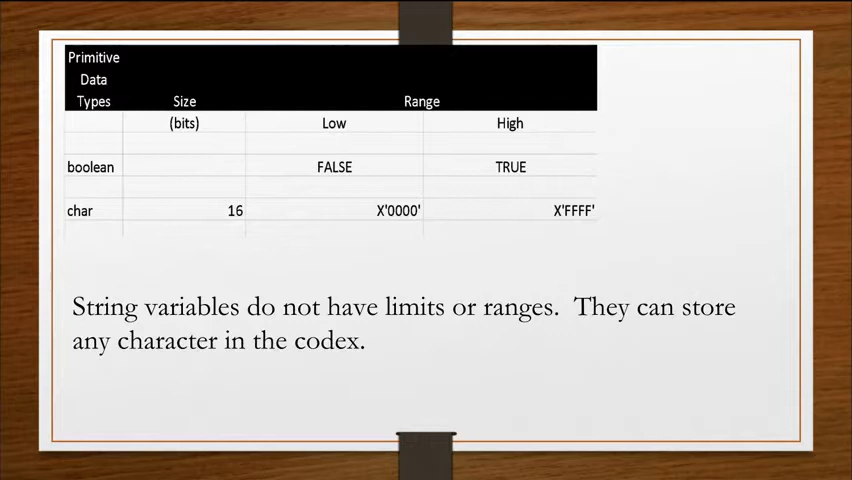 Primitive
Data
Types Size Range
(bits) Low High
boolean FALSE TRUE
char 16 X'0000' X'FFFF'
String variables do not have limits or ranges. They can store
any character in the codex.